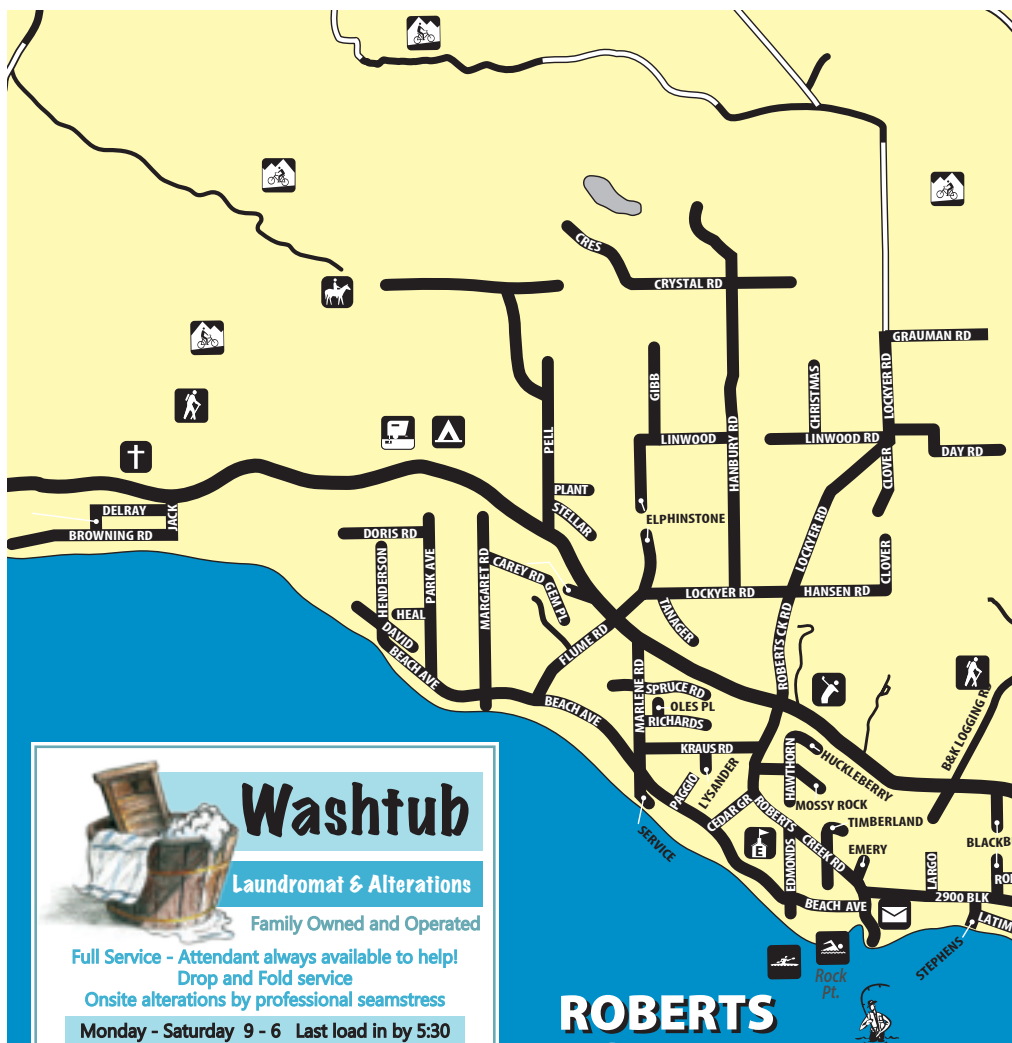 CRES
CRYSTAL RD
GRAUMAN RD
GIBB
CHRISTMAS
LOCKYER RD
PELL
LINWOOD
HANBURY RD
LINWOOD RD
DAY RD
CLOVER
PLANT
STELLAR
ELPHINSTONE
DELRAY
JACK
BROWNING RD
DORIS RD
LOCKYER RD
HENDERSON
PARK AVE
MARGARET RD
CAREY RD
GEM PL
CLOVER
LOCKYER RD
HANSEN RD
HEAL
TANAGER
DAVID
BEACH AVE
FLUME RD
ROBERTS CK RD
MARLENE RD
SPRUCE RD
OLES PL
RICHARDS
BEACH AVE
B&K LOGGING RD
KRAUS RD
HAWTHORN
HUCKLEBERRY
PAGGIO
LYSANDER
MOSSY ROCK
CEDAR GR
ROBERTS
CREEK RD
TIMBERLAND
EMERY
SERVICE
E
EDMONDS
LARGO
BLACKB
RO
BEACH AVE
2900 BLK
LATIM
STEPHENS
Rock
Pt.
ROBERTS
Washtub
Laundromat & Alterations
Family Owned and Operated
Full Service - Attendant always available to help!
Drop and Fold service
Onsite alterations by professional seamstress
Monday - Saturday 9 - 6 Last load in by 5:30